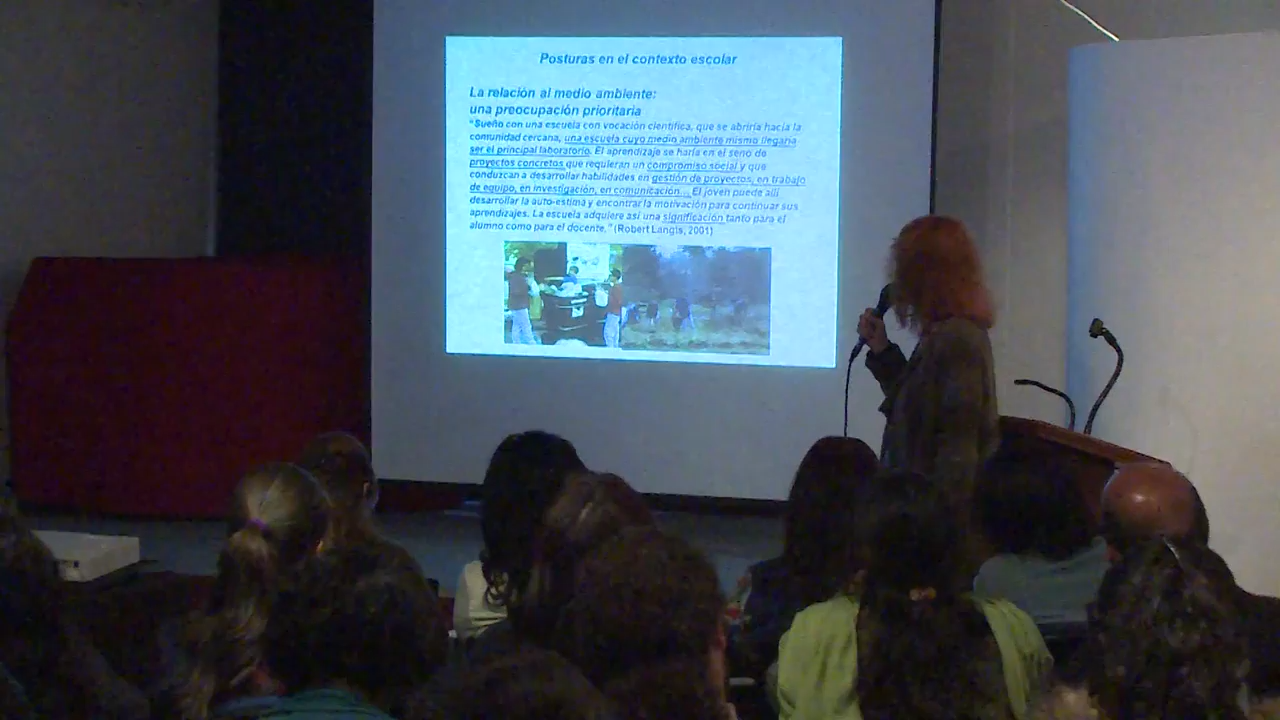 Posturas en el contexto escolar
La relación al medio ambiente:
una preocupación prioritaria
"Sueño con una escuela con vocación científica, que se abriría hacia la
comunidad cercana, una escuela cuyo medio ambiente mismo llegaría
ser el principal laboratorio. El aprendizaje se haría en el seno de
proyectos concretos que requieran un compromiso social y que
conduzcan a desarrollar habilidades en gestión de proyectos, en trabajo
de equipo, en investigación, en comunicación... El joven puede allí
desarrollar la auto-estima y encontrar la motivación para continuar sus
aprendizajes. La escuela adquiere así una significación tanto para el
alumno como para el docente." (Robert Langis, 2001)